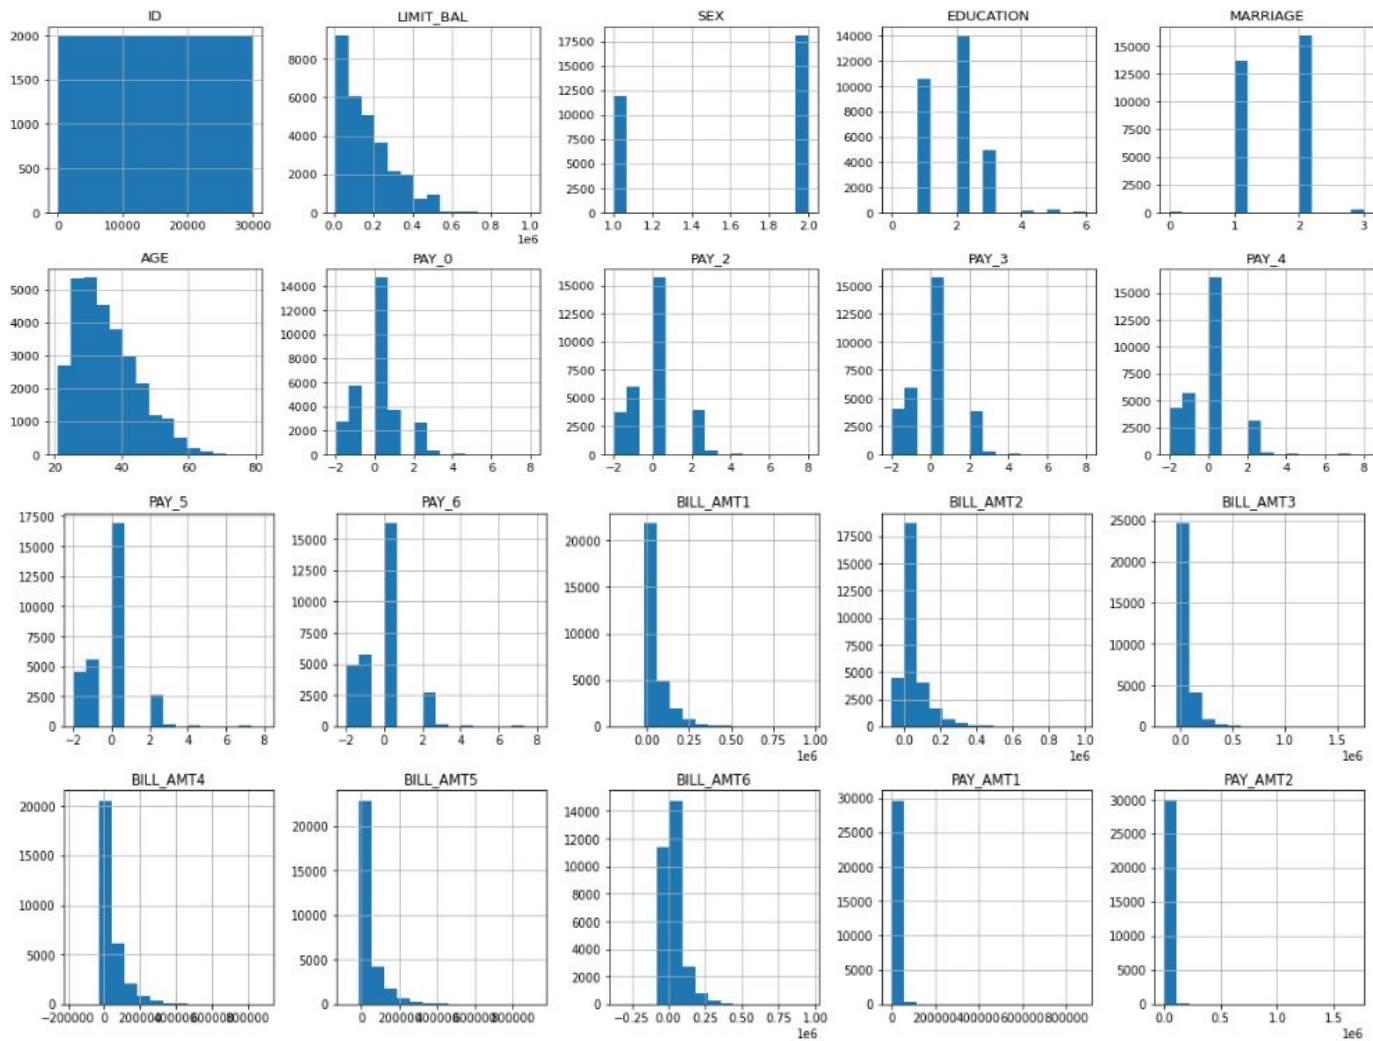 ID
2000
1500
1000
500
0
0 10000 20000 30000
LIMIT_BAL
8000
6000
4000
2000
0
0.0 0.2 0.4 0.6 0.8 1.0
1e6
SEX
17500
15000
12500
10000
7500
5000
2500
0
1.0 1.2 1.4 1.6 1.8 2.0
EDUCATION
14000
12000
10000
8000
6000
4000
2000
0
0 2 4 6
MARRIAGE
15000
12500
10000
7500
5000
2500
0
0 1 2 3
AGE
5000
4000
3000
2000
1000
0
20 40 60 80
PAY_0
14000
12000
10000
8000
6000
4000
2000
0
−2 0 2 4 6 8
PAY_2
15000
12500
10000
7500
5000
2500
0
−2 0 2 4 6 8
PAY_3
15000
12500
10000
7500
5000
2500
0
−2 0 2 4 6 8
PAY_4
15000
12500
10000
7500
5000
2500
0
−2 0 2 4 6 8
PAY_5
17500
15000
12500
10000
7500
5000
2500
0
−2 0 2 4 6 8
PAY_6
15000
12500
10000
7500
5000
2500
0
−2 0 2 4 6 8
BILL_AMT1
20000
15000
10000
5000
0
0.00 0.25 0.50 0.75 1.00
1e6
BILL_AMT2
17500
15000
12500
10000
7500
5000
2500
0
0.0 0.2 0.4 0.6 0.8 1.0
1e6
BILL_AMT3
25000
20000
15000
10000
5000
0
0.0 0.5 1.0 1.5
1e6
BILL_AMT4
20000
15000
10000
5000
0
−200000 0 200000 400000 600000 800000
BILL_AMT5
20000
15000
10000
5000
0
0 200000 400000 600000 800000
BILL_AMT6
14000
12000
10000
8000
6000
4000
2000
0
−0.25 0.00 0.25 0.50 0.75 1.00
1e6
PAY_AMT1
30000
25000
20000
15000
10000
5000
0
0 200000 400000 600000 800000
PAY_AMT2
30000
25000
20000
15000
10000
5000
0
0.0 0.5 1.0 1.5
1e6